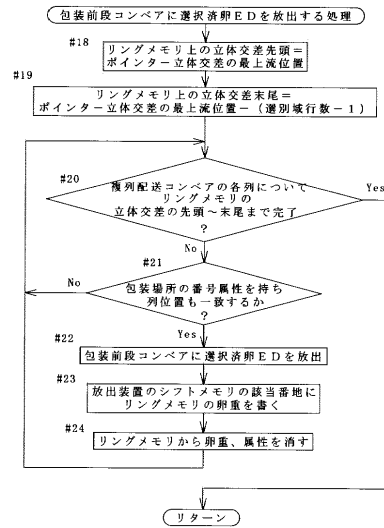 包装前段コンベアに選択済卵EDを放出する処理
#18
リングメモリ上の立体交差先頭=
ポインター立体交差の最上流位置
#19
リングメモリ上の立体交差末尾=
ポインター立体交差の最上流位置-(選別域行数-1)
#20
複列配送コンベアの各列について
リングメモリの
立体交差の先頭~末尾まで完了
?
Yes
No
#21
包装場所の番号属性を持ち
列位置も一致するか
?
No
Yes
#22
包装前段コンベアに選択済卵EDを放出
#23
放出装置のシフトメモリの該当番地に
リングメモリの卵重を書く
#24
リングメモリから卵重、属性を消す
リターン